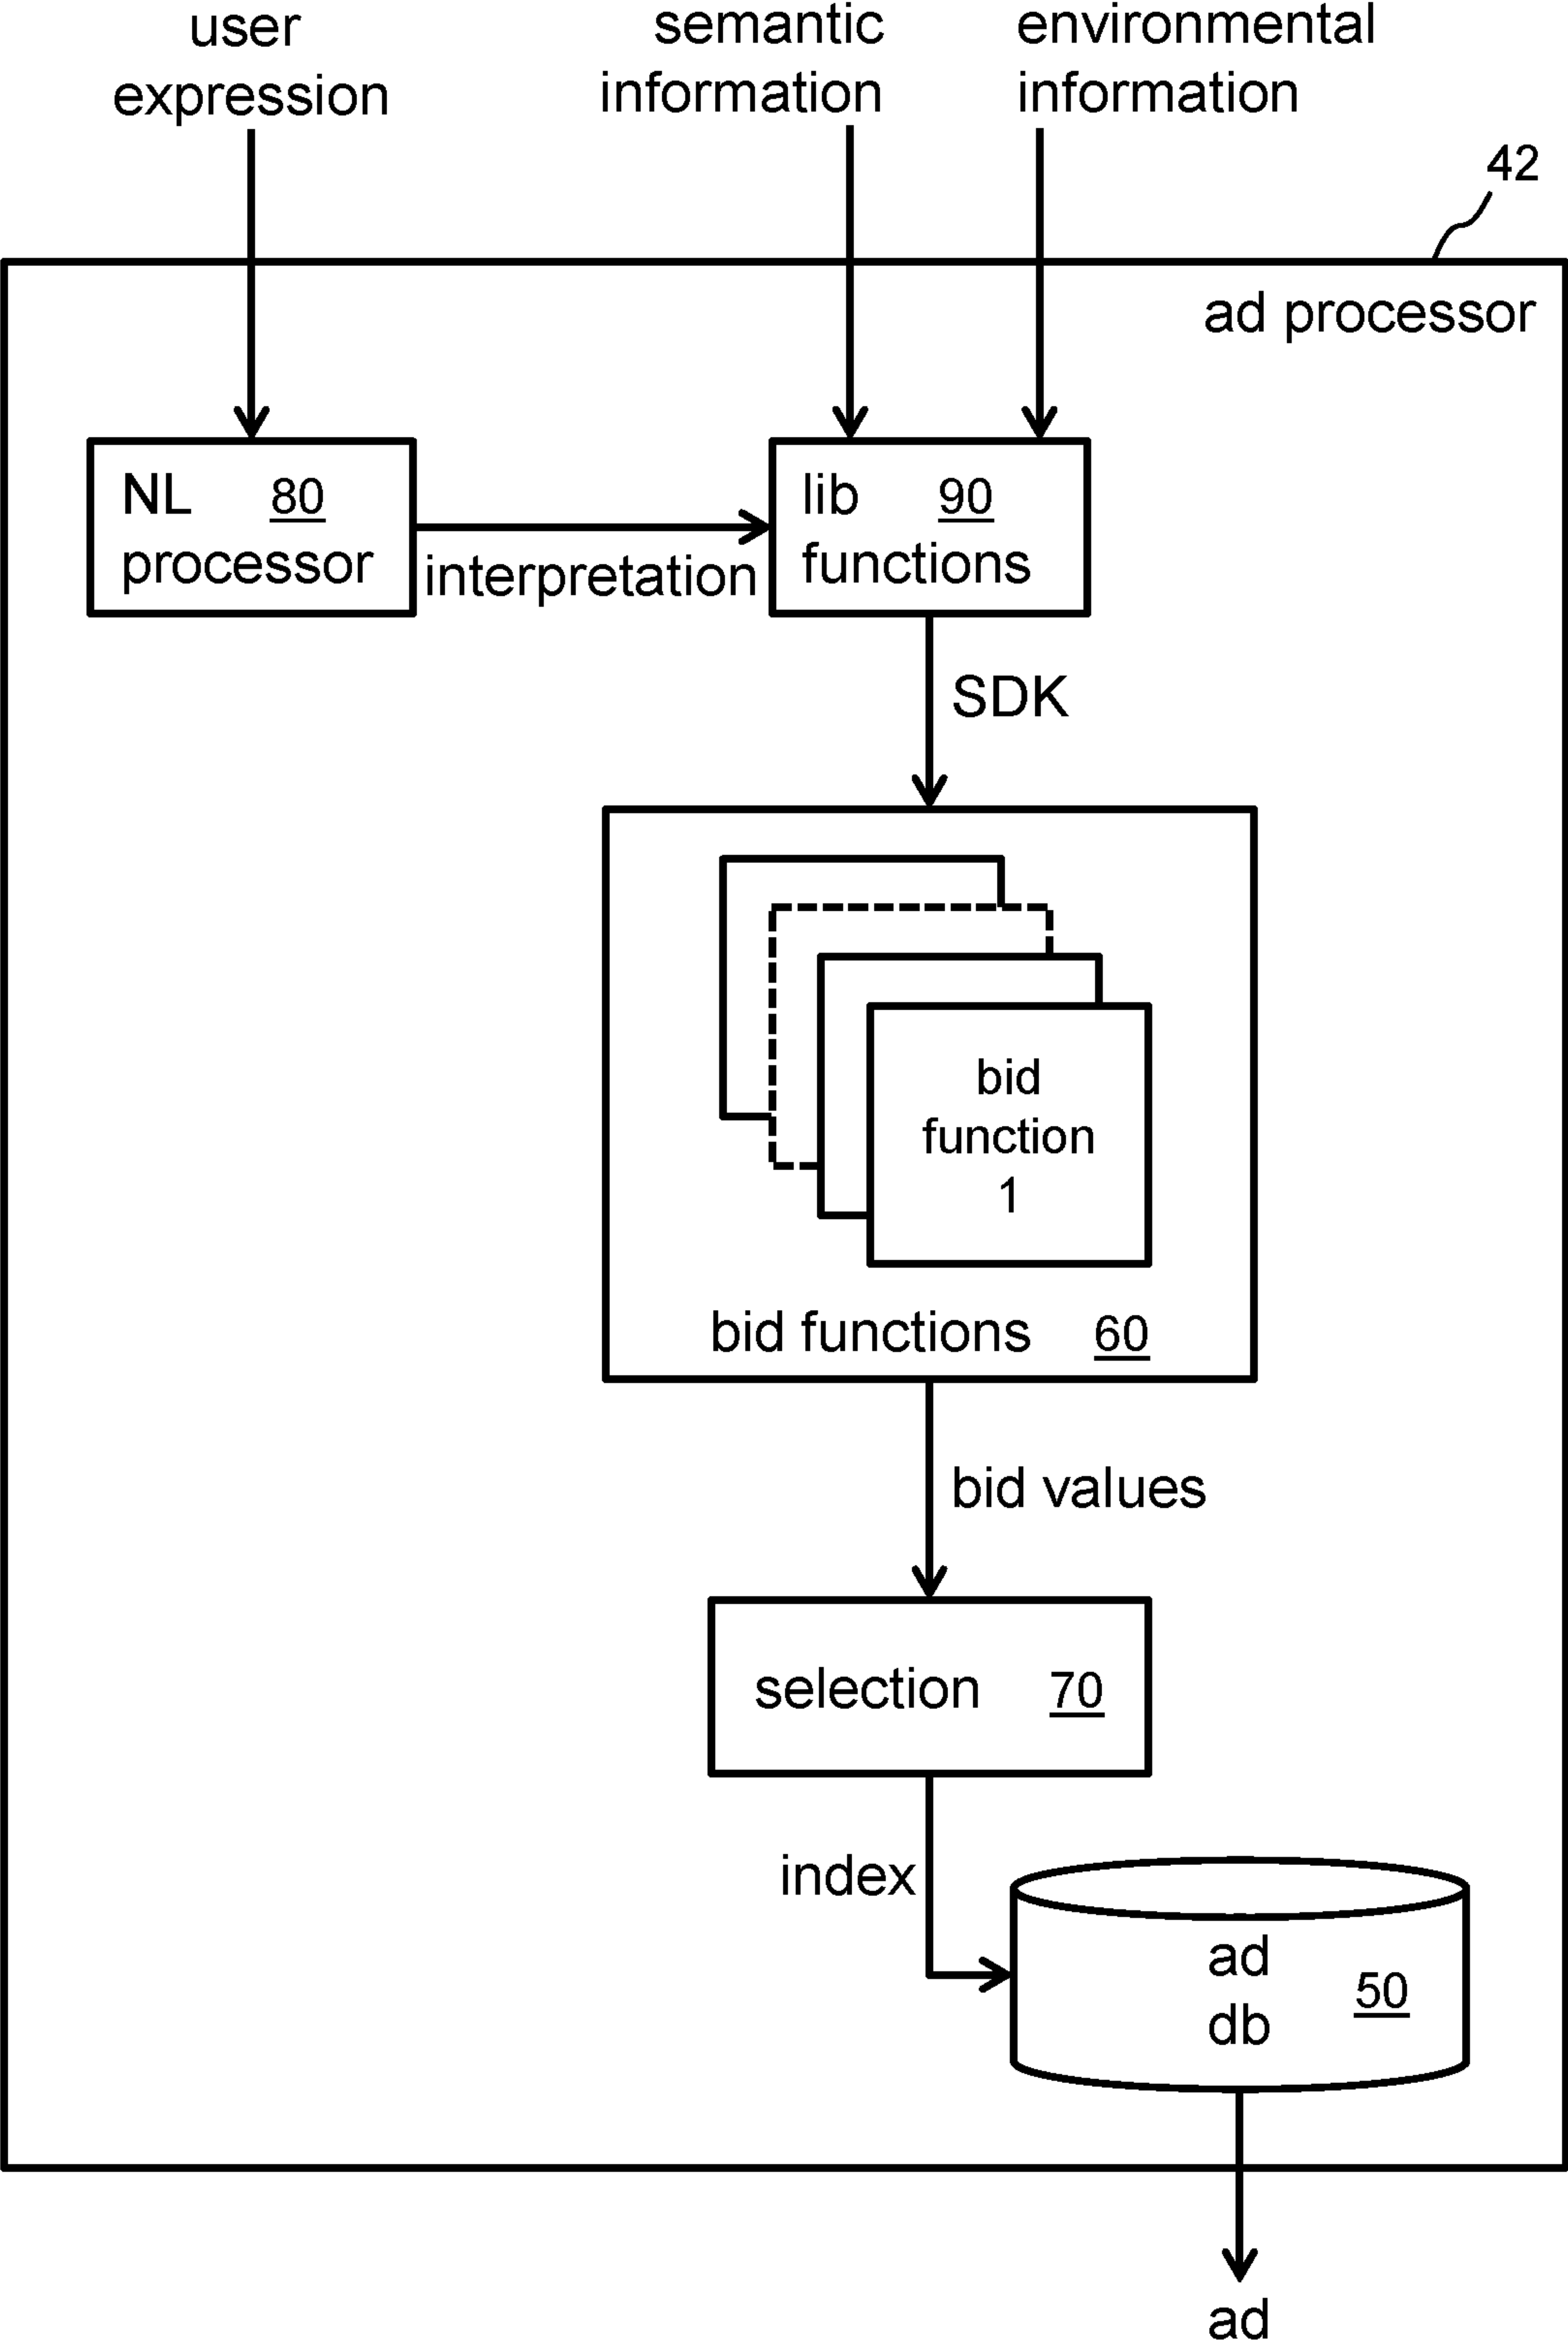 user
expression
semantic
information
environmental
information
42
ad processor
NL 80
processor
interpretation
lib 90
functions
SDK
bid
function
1
bid functions 60
bid values
selection 70
index
ad
db
50
ad